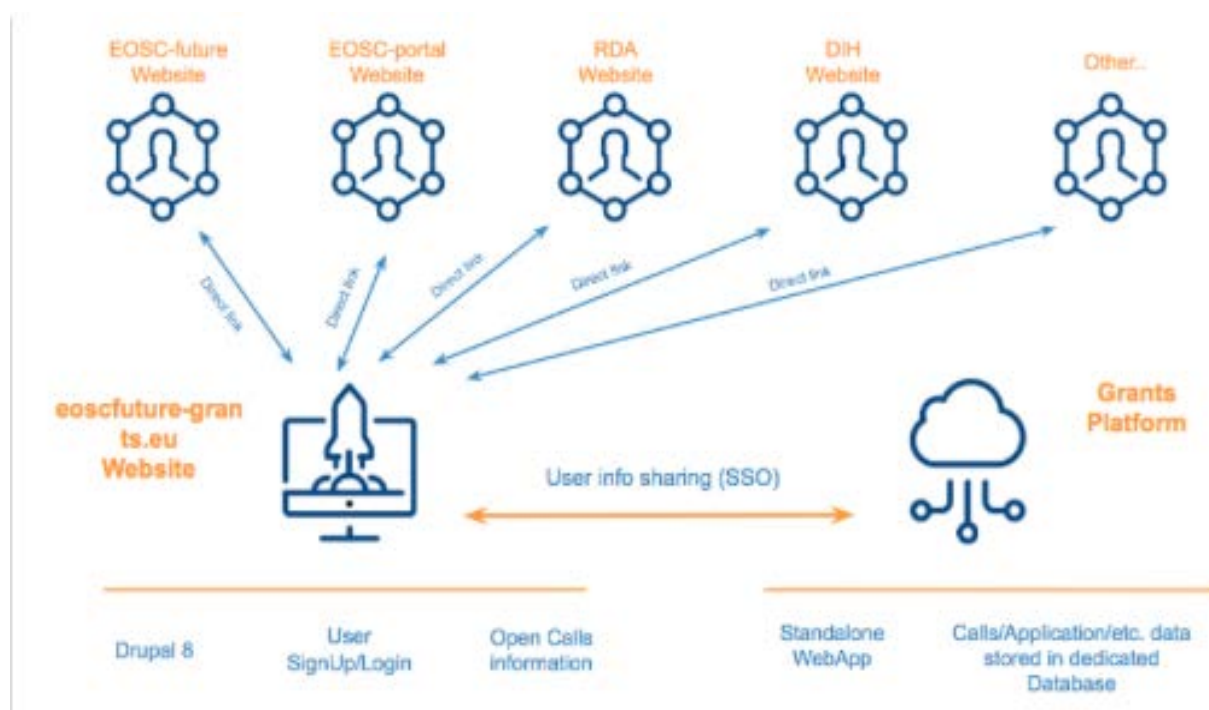 EOSC-future
Website
EOSC-portal
Website
RDA
Website
DIH
Website
Other..
Direct link
Direct link
Direct link
Direct link
Direct link
eoscfuture-gran
ts.eu
Website
User info sharing (SSO)
Grants
Platform
Drupal 8
User
SignUp/Login
Open Calls
information
Standalone
WebApp
Calls/Application/etc. data
stored in dedicated
Database